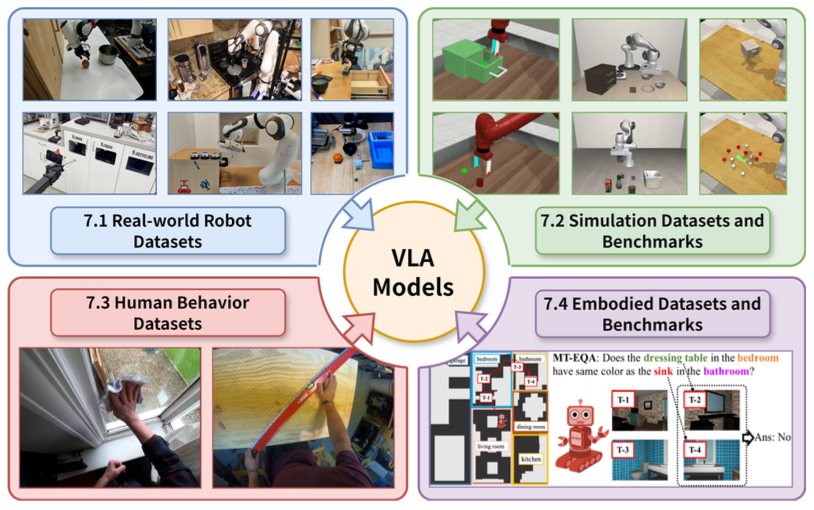 7.1 Real-world Robot
Datasets
7.2 Simulation Datasets and
Benchmarks
VLA
Models
7.3 Human Behavior
Datasets
7.4 Embodied Datasets and
Benchmarks
bedroom
bathroom
T-3
T-2
T-4
T-1
dining room
living room
kitchen
MT-EQA: Does the dressing table in the bedroom
have same color as the sink in the bathroom?
T-1
T-2
T-3
T-4
Ans: No